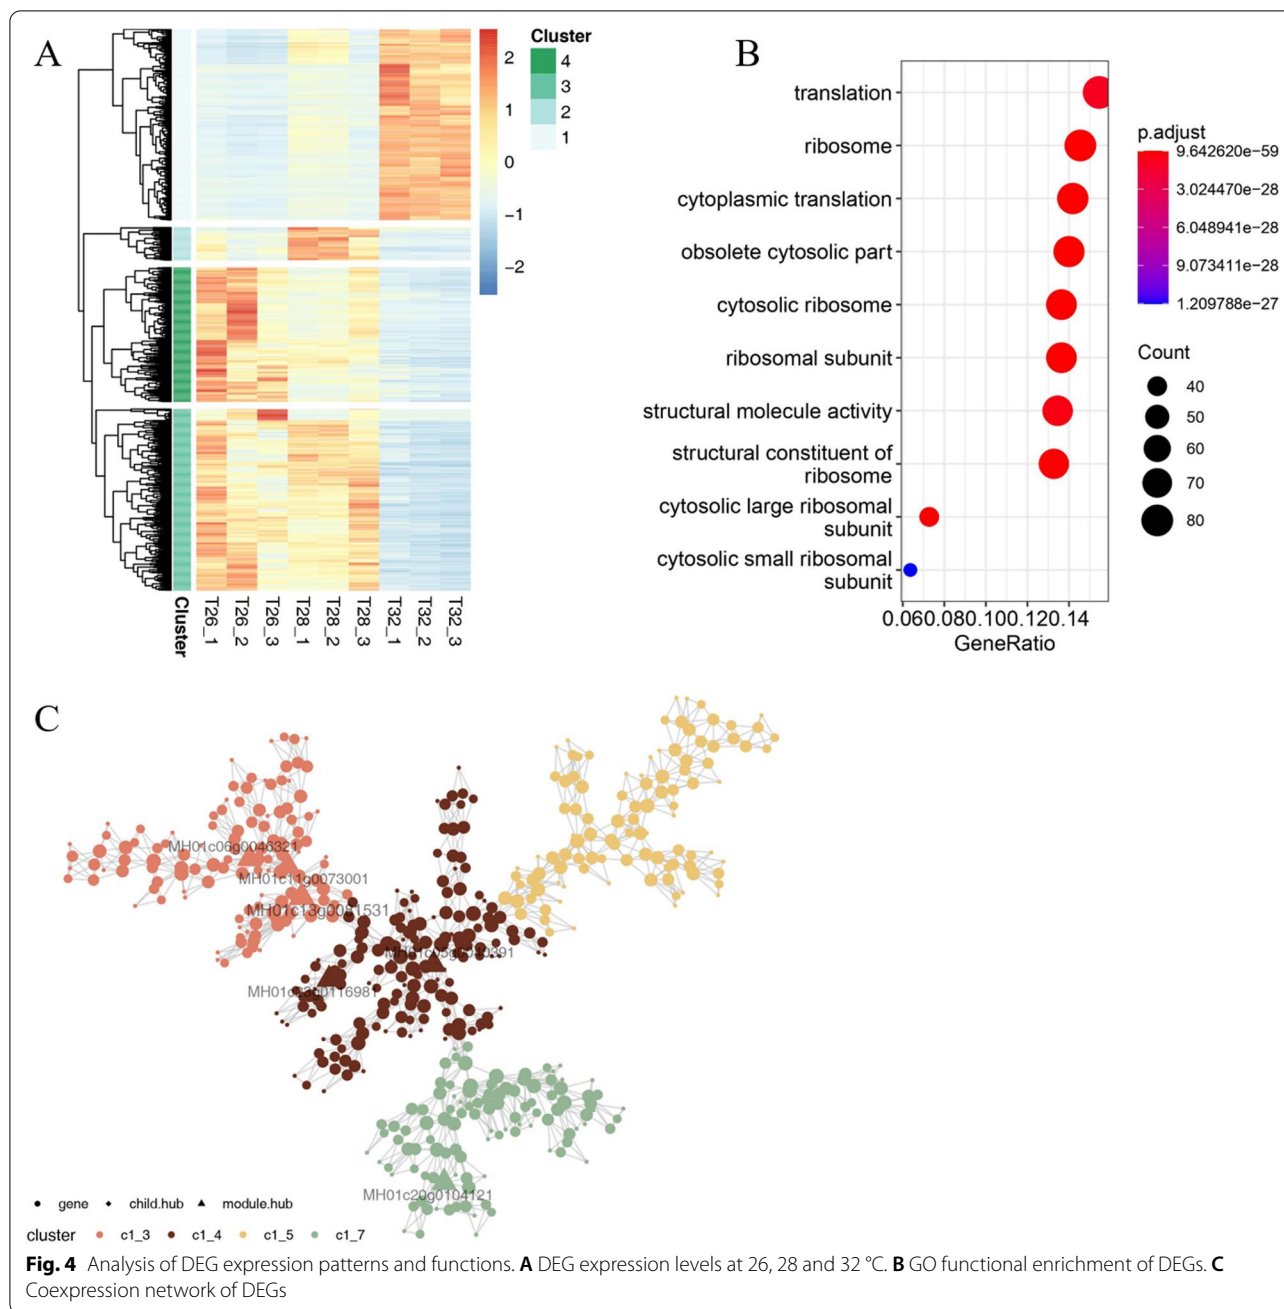 A
Cluster
4
3
2
1
2
1
0
−1
−2
Cluster
T26_1
T26_2
T26_3
T28_1
T28_2
T28_3
T32_1
T32_2
T32_3
B
translation
ribosome
cytoplasmic translation
obsolete cytosolic part
cytosolic ribosome
ribosomal subunit
structural molecule activity
structural constituent of
ribosome
cytosolic large ribosomal
subunit
cytosolic small ribosomal
subunit
0.060.080.100.120.14
GeneRatio
p.adjust
9.642620e−59
3.024470e−28
6.048941e−28
9.073411e−28
1.209788e−27
Count
40
50
60
70
80
C
MH01c06g0046321
MH01c11g0073001
MH01c13g0081531
MH01c05g0040391
MH01c23g0116981
MH01c20g0104121
gene child.hub module.hub
cluster c1_3 c1_4 c1_5 c1_7
Fig. 4 Analysis of DEG expression patterns and functions. A DEG expression levels at 26, 28 and 32 °C. B GO functional enrichment of DEGs. C
Coexpression network of DEGs